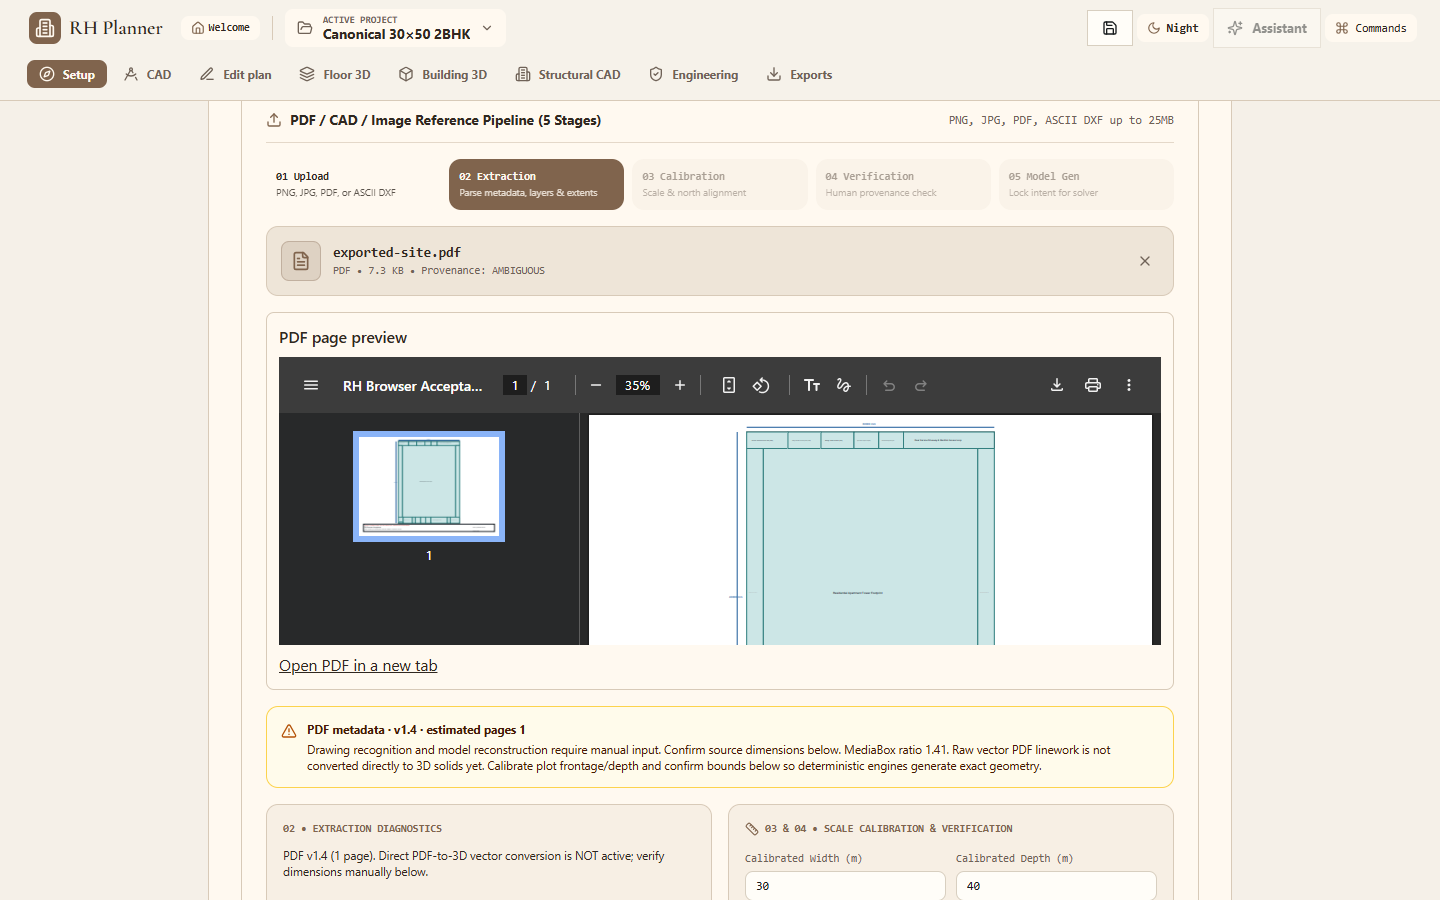 RH Planner
Welcome
ACTIVE PROJECT
Canonical 30×50 2BHK
Night
Assistant
Commands
Setup
CAD
Edit plan
Floor 3D
Building 3D
Structural CAD
Engineering
Exports
PDF / CAD / Image Reference Pipeline (5 Stages)
PNG, JPG, PDF, ASCII DXF up to 25MB
01 Upload
PNG, JPG, PDF, or ASCII DXF
02 Extraction
Parse metadata, layers & extents
03 Calibration
Scale & north alignment
04 Verification
Human provenance check
05 Model Gen
Lock intent for solver
exported-site.pdf
PDF • 7.3 KB • Provenance: AMBIGUOUS
PDF page preview
RH Browser Accepta...
1 / 1
35%
1
Open PDF in a new tab
PDF metadata · v1.4 · estimated pages 1
Drawing recognition and model reconstruction require manual input. Confirm source dimensions below. MediaBox ratio 1.41. Raw vector PDF linework is not
converted directly to 3D solids yet. Calibrate plot frontage/depth and confirm bounds below so deterministic engines generate exact geometry.
02 • EXTRACTION DIAGNOSTICS
PDF v1.4 (1 page). Direct PDF-to-3D vector conversion is NOT active; verify
dimensions manually below.
03 & 04 • SCALE CALIBRATION & VERIFICATION
Calibrated Width (m)
Calibrated Depth (m)
30
40